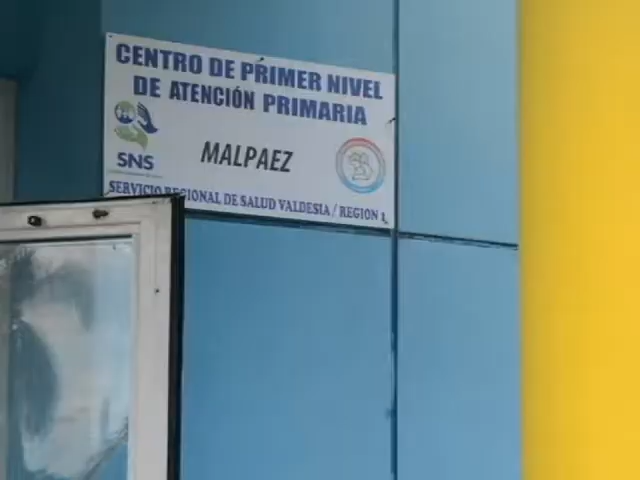 CENTRO DE PRIMER NIVEL
DE ATENCIÓN PRIMARIA
SNS
MALPAEZ
SERVICIO REGIONAL DE SALUD VALDESIA / REGION 1